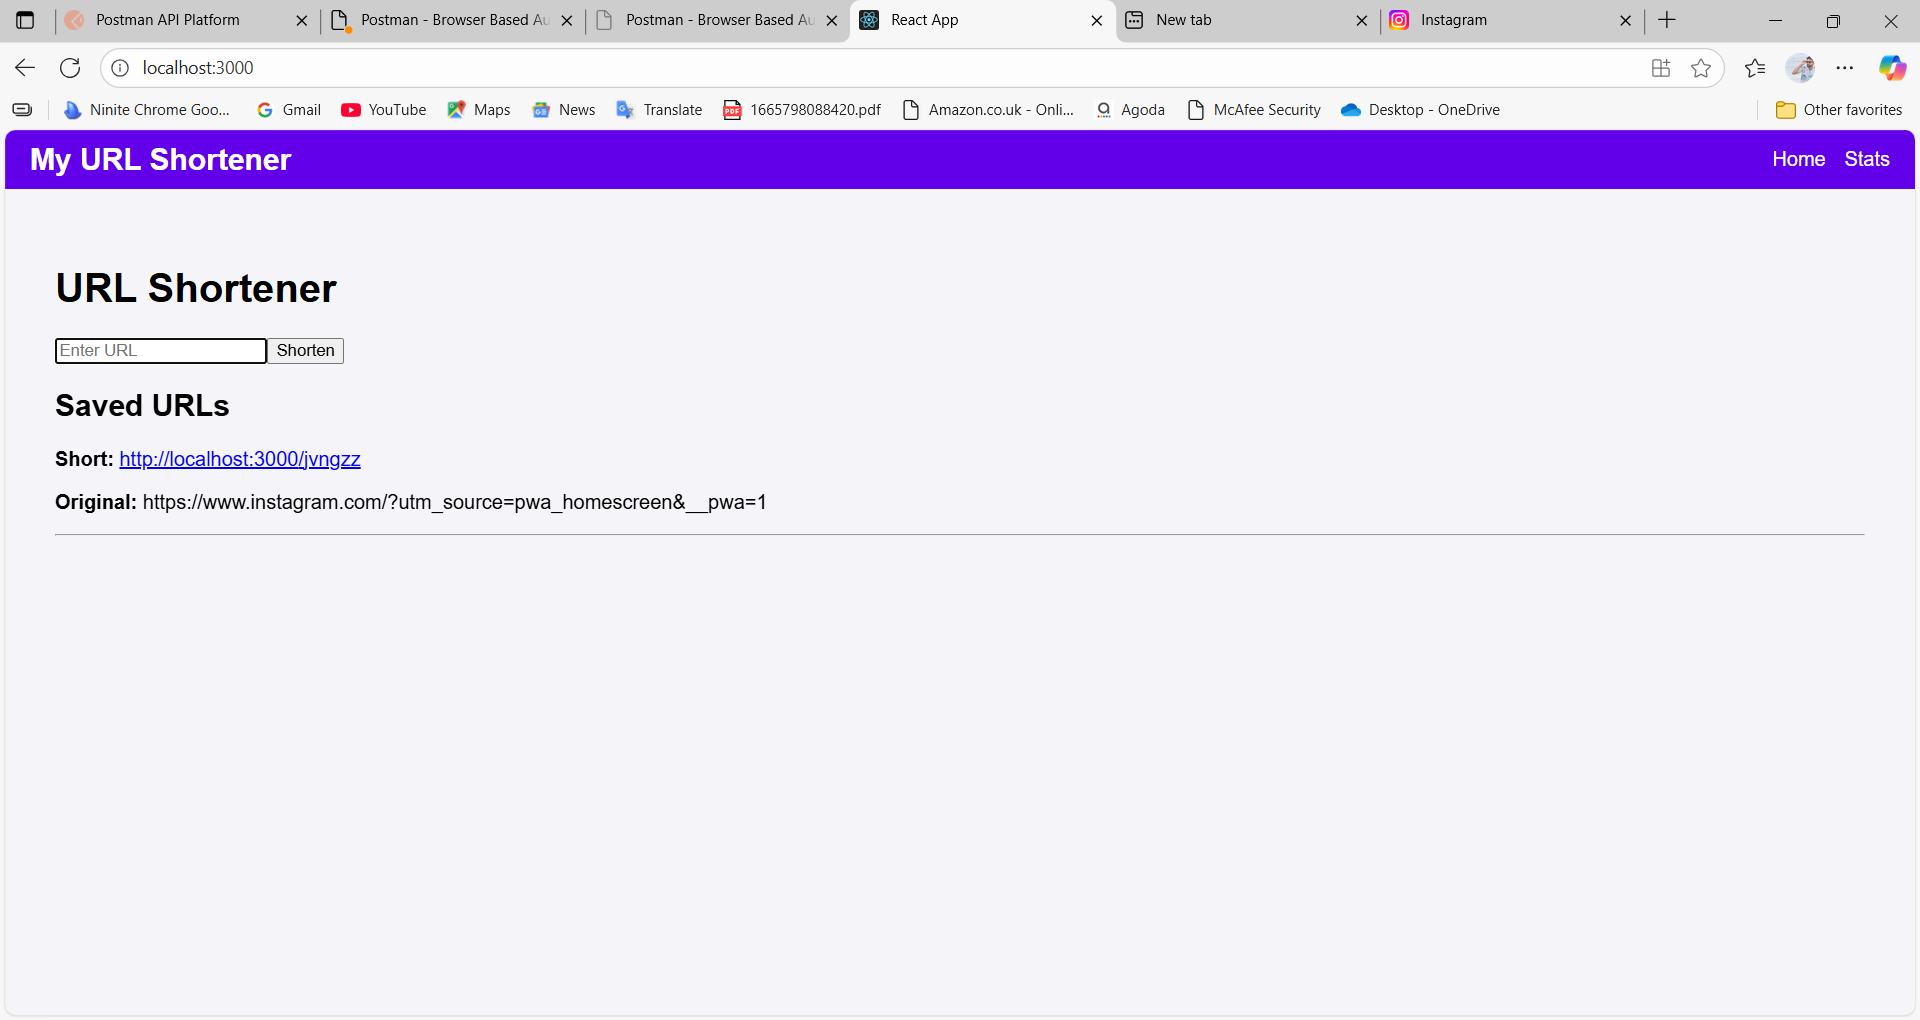 Postman API Platform
Postman - Browser Based Au
Postman - Browser Based Au
React App
New tab
Instagram
localhost:3000
Ninite Chrome Goo...
Gmail
YouTube
Maps
News
Translate
PDF 1665798088420.pdf
Amazon.co.uk - Onli...
Agoda
McAfee Security
Desktop - OneDrive
Other favorites
My URL Shortener
Home Stats
URL Shortener
Enter URL Shorten
Saved URLs
Short: http://localhost:3000/jvngzz
Original: https://www.instagram.com/?utm_source=pwa_homescreen&__pwa=1